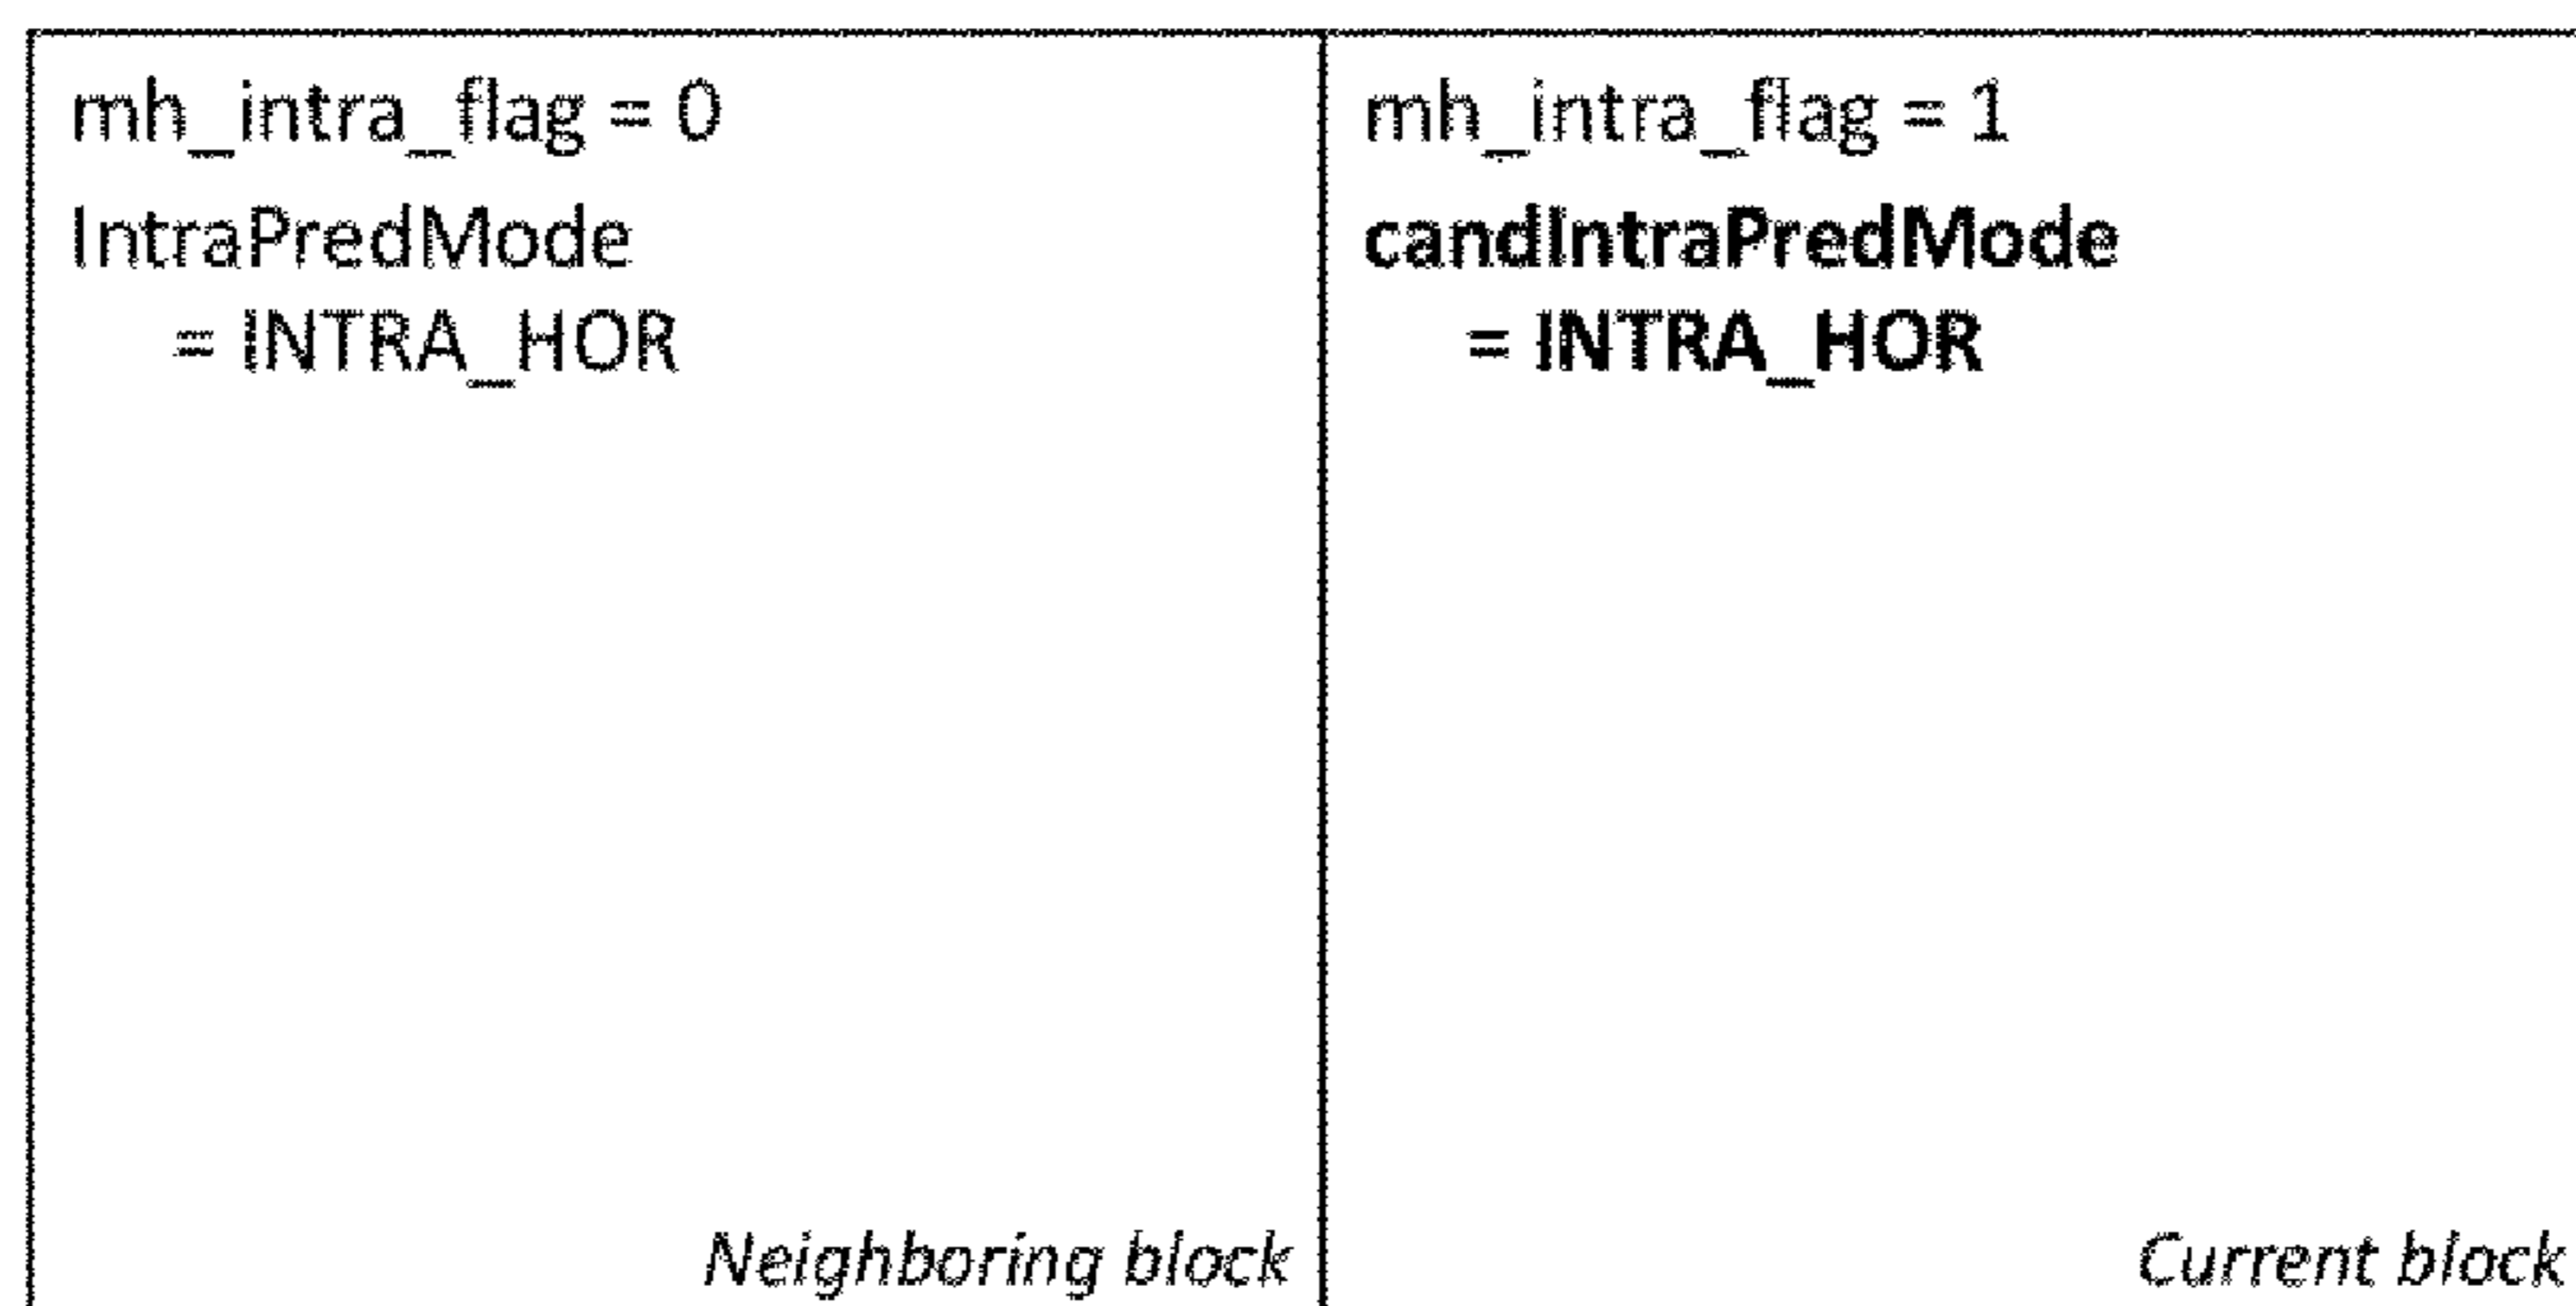 mh_intra_flag = 0
IntraPredMode
= INTRA_HOR
Neighboring block
mh_intra_flag = 1
candIntraPredMode
= INTRA_HOR
Current block